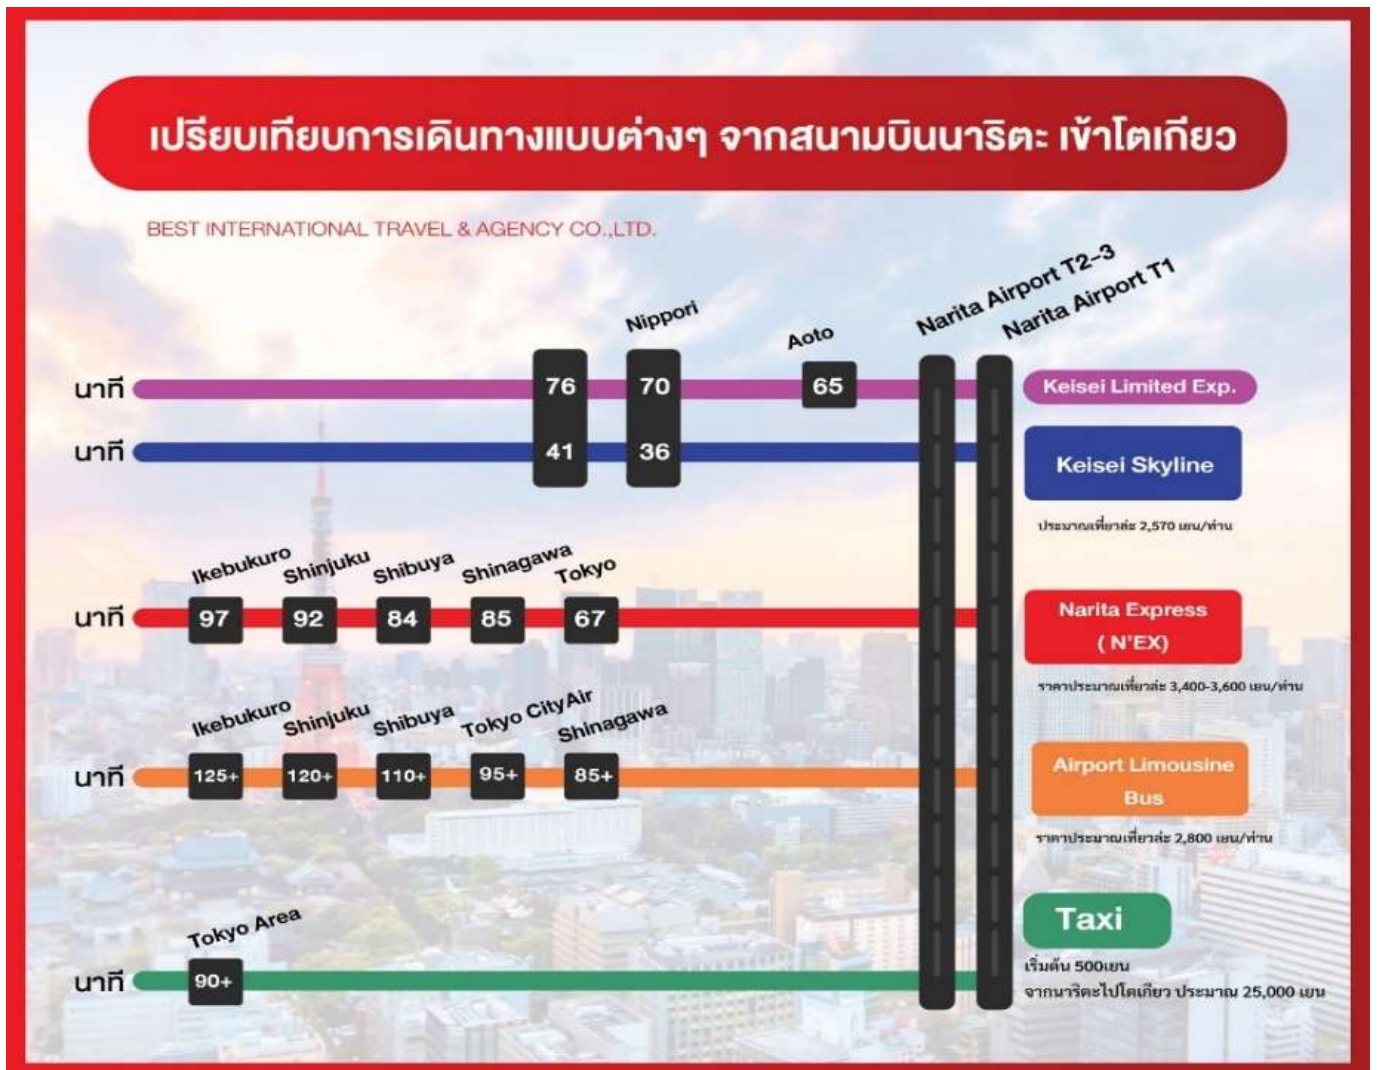 เปรียบเทียบการเดินทางแบบต่างๆ จากสนามบินนาริตะ เข้าโตเกียว
BEST INTERNATIONAL TRAVEL & AGENCY CO.,LTD.
Nippori
Aoto
Narita Airport T2-3
Narita Airport T1
นาที 76 70 65 Keisei Limited Exp.
นาที 41 36 Keisei Skyline
ประมาณเที่ยวล่ะ 2,570 เยน/ท่าน
Ikebukuro Shinjuku Shibuya Shinagawa Tokyo
นาที 97 92 84 85 67 Narita Express
( N'EX)
ราคาประมาณเที่ยวล่ะ 3,400-3,600 เยน/ท่าน
Ikebukuro Shinjuku Shibuya Tokyo CityAir Shinagawa
นาที 125+ 120+ 110+ 95+ 85+ Airport Limousine
Bus
ราคาประมาณเที่ยวล่ะ 2,800 เยน/ท่าน
Tokyo Area
นาที 90+ Taxi
เริ่มต้น 500เยน
จากนาริตะไปโตเกียว ประมาณ 25,000 เยน